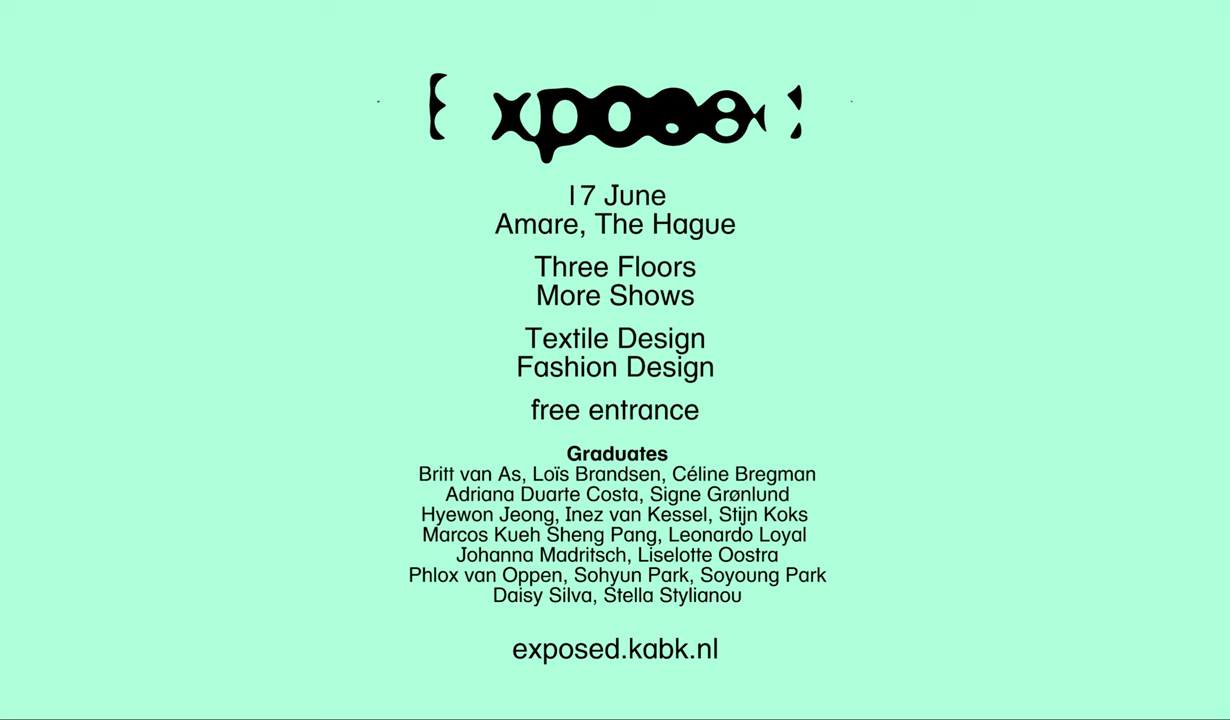 Exposed
17 June
Amare, The Hague
Three Floors
More Shows
Textile Design
Fashion Design
free entrance
Graduates
Britt van As, Loïs Brandsen, Céline Bregman
Adriana Duarte Costa, Signe Grønlund
Hyewon Jeong, Inez van Kessel, Stijn Koks
Marcos Kueh Sheng Pang, Leonardo Loyal
Johanna Madritsch, Liselotte Oostra
Phlox van Oppen, Sohyun Park, Soyoung Park
Daisy Silva, Stella Stylianou
exposed.kabk.nl